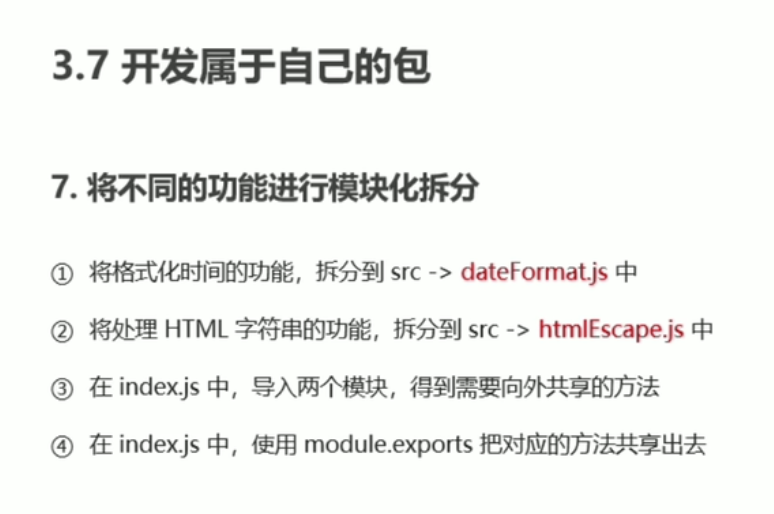 3.7 开发属于自己的包
7. 将不同的功能进行模块化拆分
① 将格式化时间的功能，拆分到 src -> dateFormat.js 中
② 将处理 HTML 字符串的功能，拆分到 src -> htmlEscape.js 中
③ 在 index.js 中，导入两个模块，得到需要向外共享的方法
④ 在 index.js 中，使用 module.exports 把对应的方法共享出去